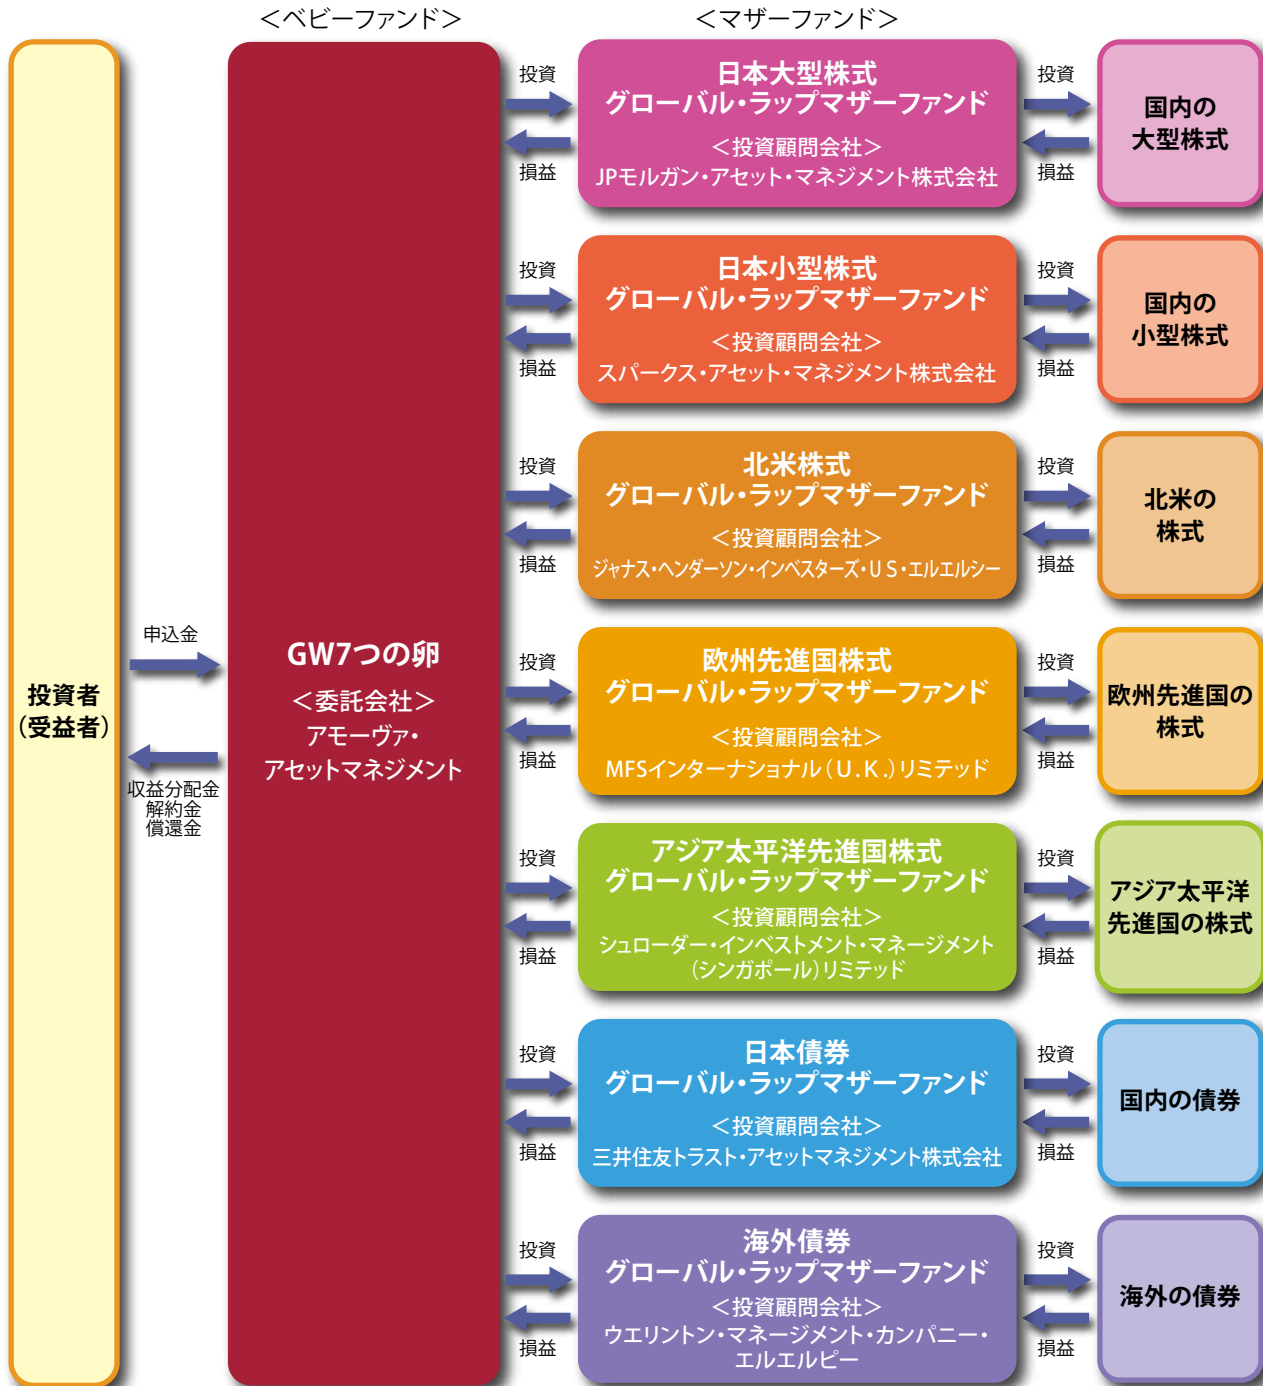 ＜ベビーファンド＞
＜マザーファンド＞
投資者
（受益者）
申込金
収益分配金
解約金
償還金
GW7つの卵
＜委託会社＞
アモーヴァ・
アセットマネジメント
投資
損益
日本大型株式
グローバル・ラップマザーファンド
＜投資顧問会社＞
JPモルガン・アセット・マネジメント株式会社
投資
損益
国内の
大型株式
投資
損益
日本小型株式
グローバル・ラップマザーファンド
＜投資顧問会社＞
スパークス・アセット・マネジメント株式会社
投資
損益
国内の
小型株式
投資
損益
北米株式
グローバル・ラップマザーファンド
＜投資顧問会社＞
ジャナス・ヘンダーソン・インベスターズ・US・エルエルシー
投資
損益
北米の
株式
投資
損益
欧州先進国株式
グローバル・ラップマザーファンド
＜投資顧問会社＞
MFSインターナショナル（U.K.）リミテッド
投資
損益
欧州先進国の
株式
投資
損益
アジア太平洋先進国株式
グローバル・ラップマザーファンド
＜投資顧問会社＞
シュローダー・インベストメント・マネージメント
（シンガポール）リミテッド
投資
損益
アジア太平洋
先進国の株式
投資
損益
日本債券
グローバル・ラップマザーファンド
＜投資顧問会社＞
三井住友トラスト・アセットマネジメント株式会社
投資
損益
国内の債券
投資
損益
海外債券
グローバル・ラップマザーファンド
＜投資顧問会社＞
ウエリントン・マネージメント・カンパニー・
エルエルピー
投資
損益
海外の債券